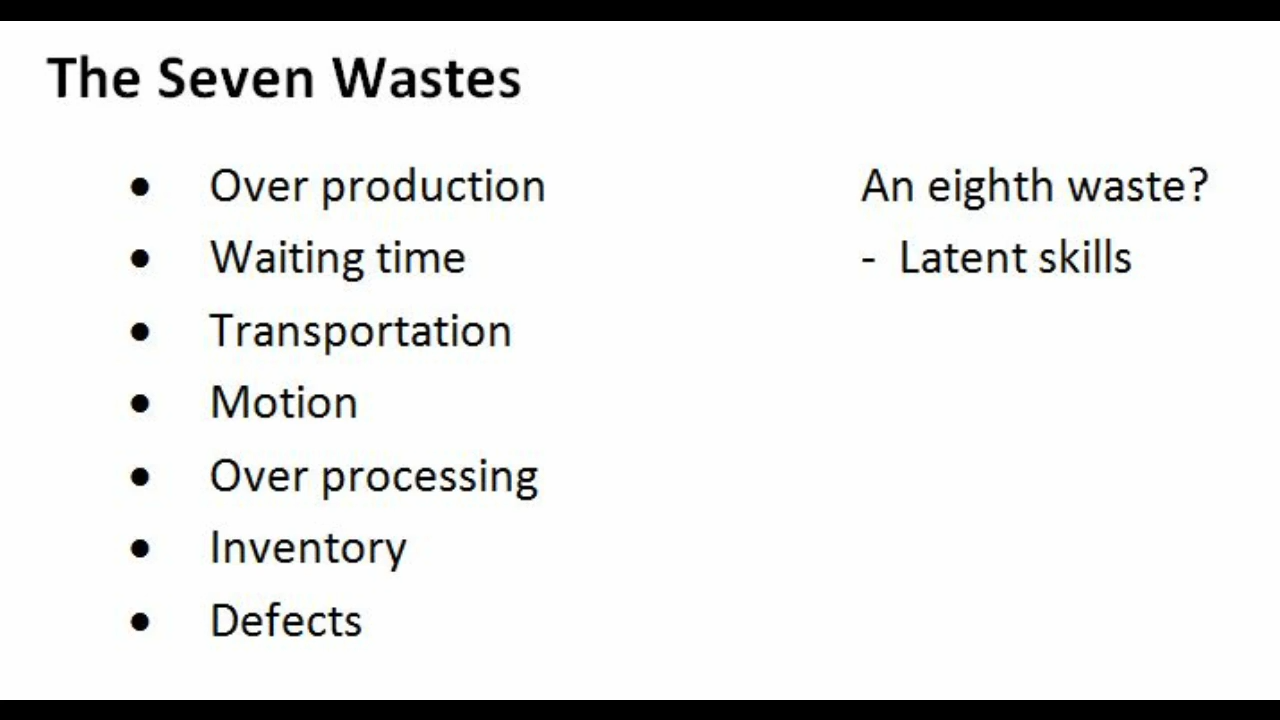 The Seven Wastes
• Over production
• Waiting time
• Transportation
• Motion
• Over processing
• Inventory
• Defects
An eighth waste?
- Latent skills